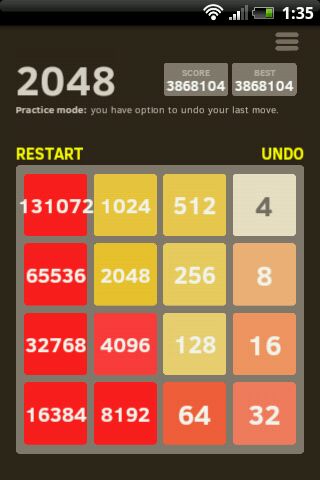 1:35
2048
SCORE
3868104
BEST
3868104
Practice mode: you have option to undo your last move.
RESTART UNDO
131072 1024 512 4
65536 2048 256 8
32768 4096 128 16
16384 8192 64 32